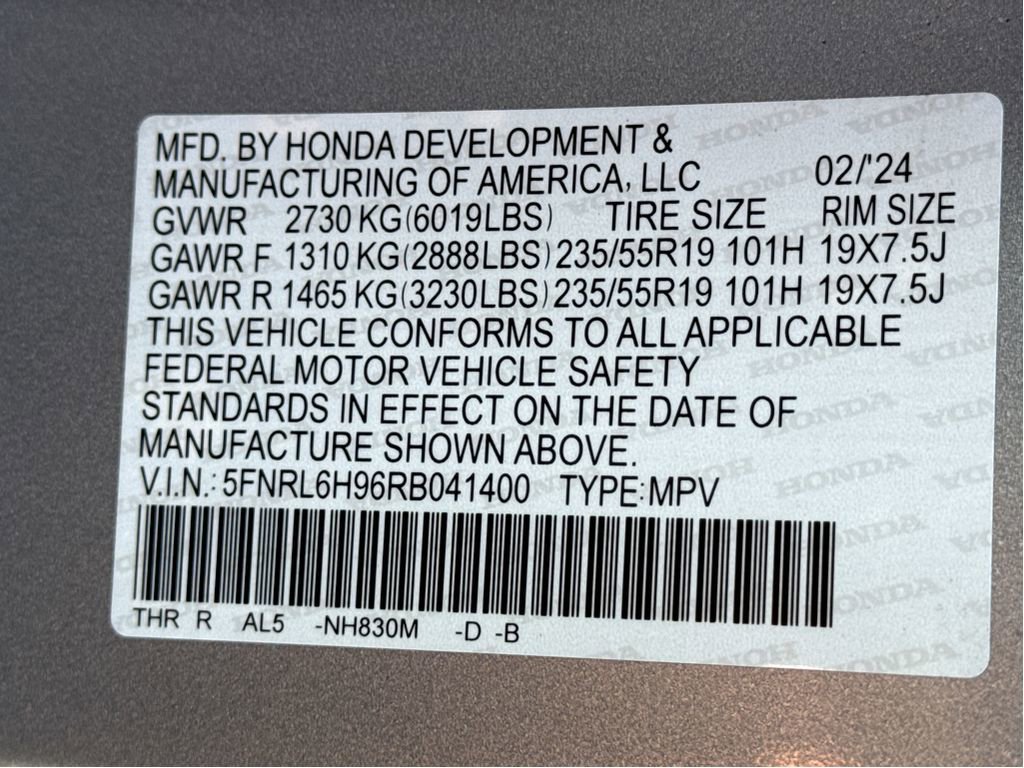 MFD. BY HONDA DEVELOPMENT &
MANUFACTURING OF AMERICA, LLC 02/'24
GVWR 2730 KG(6019LBS) TIRE SIZE RIM SIZE
GAWR F 1310 KG(2888LBS) 235/55R19 101H 19X7.5J
GAWR R 1465 KG(3230LBS) 235/55R19 101H 19X7.5J
THIS VEHICLE CONFORMS TO ALL APPLICABLE
FEDERAL MOTOR VEHICLE SAFETY
STANDARDS IN EFFECT ON THE DATE OF
MANUFACTURE SHOWN ABOVE.
V.I.N.: 5FNRL6H96RB041400 TYPE: MPV
THR R AL5 -NH830M -D -B